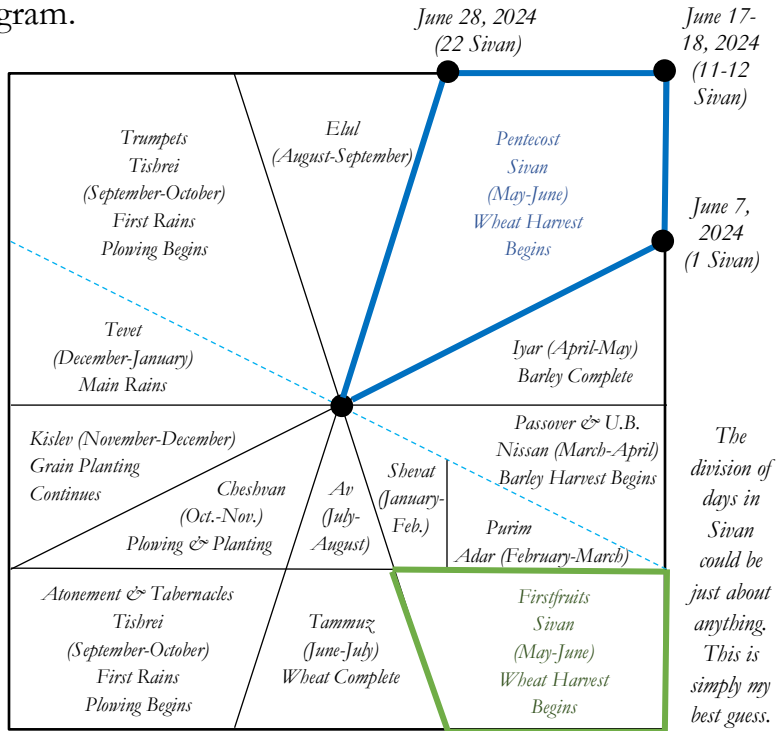 gram.
June 28, 2024
(22 Sivan)
June 17-
18, 2024
(11-12
Sivan)
Trumpets
Tishrei
(September-October)
First Rains
Plowing Begins
Elul
(August-September)
Pentecost
Sivan
(May-June)
Wheat Harvest
Begins
June 7,
2024
(1 Sivan)
Tevet
(December-January)
Main Rains
Iyar (April-May)
Barley Complete
Kislev (November-December)
Grain Planting
Continues
Cheshvan
(Oct.-Nov.)
Plowing & Planting
Av
(July-
August)
Shevat
(January-
Feb.)
Passover & U.B.
Nissan (March-April)
Barley Harvest Begins
Purim
Adar (February-March)
The
division of
days in
Sivan
could be
just about
anything.
This is
simply my
best guess.
Atonement & Tabernacles
Tishrei
(September-October)
First Rains
Plowing Begins
Tammuz
(June-July)
Wheat Complete
Firstfruits
Sivan
(May-June)
Wheat Harvest
Begins